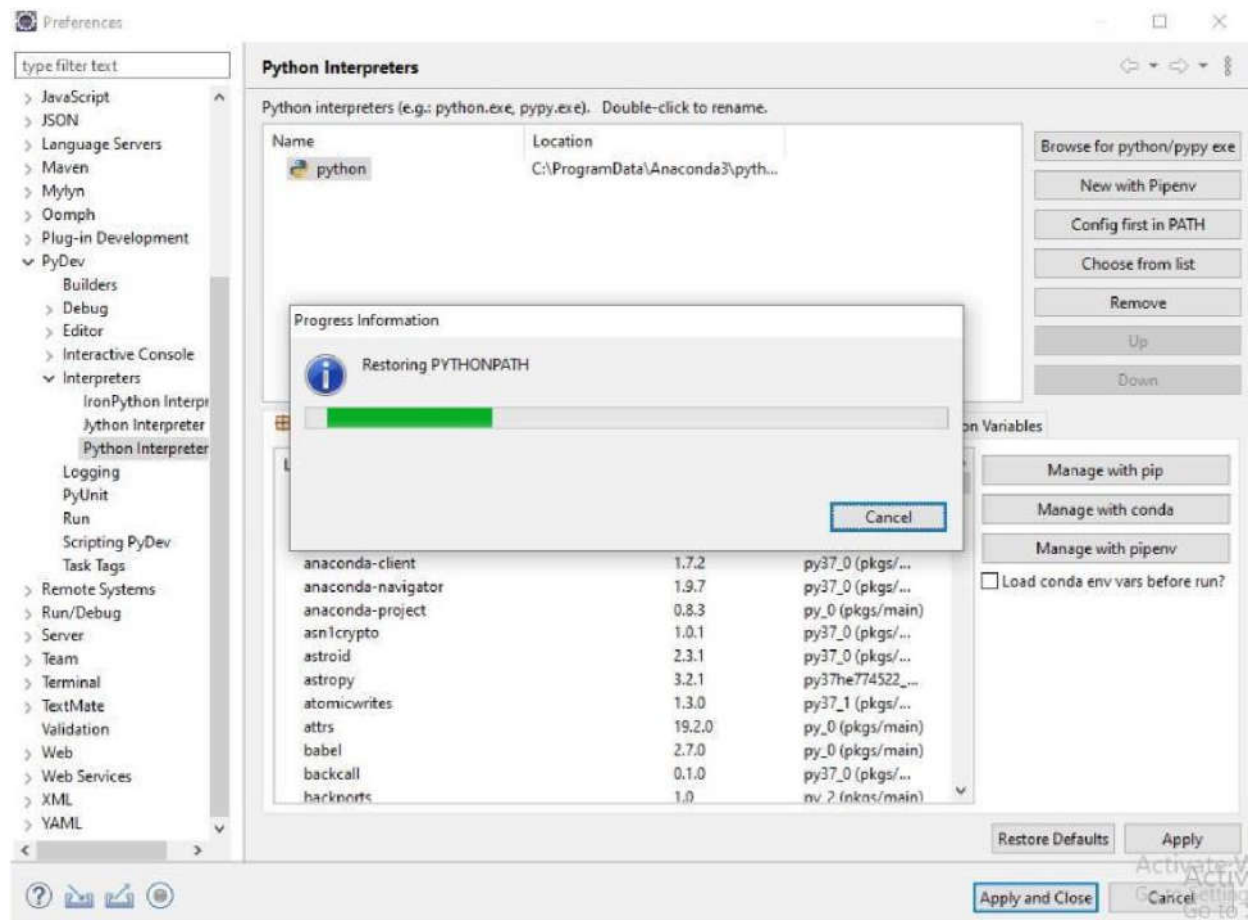 Preferences
type filter text
JavaScript
JSON
Language Servers
Maven
Mylyn
Oomph
Plug-in Development
PyDev
Builders
Debug
Editor
Interactive Console
Interpreters
IronPython Interpr
Jython Interpreter
Python Interpreter
Logging
PyUnit
Run
Scripting PyDev
Task Tags
Remote Systems
Run/Debug
Server
Team
Terminal
TextMate
Validation
Web
Web Services
XML
YAML
Python Interpreters
Python interpreters (e.g.: python.exe, pypy.exe). Double-click to rename.
Name Location
python C:\ProgramData\Anaconda3\pyth...
Browse for python/pypy exe
New with Pipenv
Config first in PATH
Choose from list
Remove
Up
Down
Progress Information
Restoring PYTHONPATH
Cancel
on Variables
anaconda-client 1.7.2 py37_0 (pkgs/...
anaconda-navigator 1.9.7 py37_0 (pkgs/...
anaconda-project 0.8.3 py_0 (pkgs/main)
asn1crypto 1.0.1 py37_0 (pkgs/...
astroid 2.3.1 py37_0 (pkgs/...
astropy 3.2.1 py37he774522_...
atomicwrites 1.3.0 py37_1 (pkgs/...
attrs 19.2.0 py_0 (pkgs/main)
babel 2.7.0 py_0 (pkgs/main)
backcall 0.1.0 py37_0 (pkgs/...
backports 1.0 py_2 (pkgs/main)
Manage with pip
Manage with conda
Manage with pipenv
Load conda env vars before run?
Restore Defaults Apply
Apply and Close Cancel